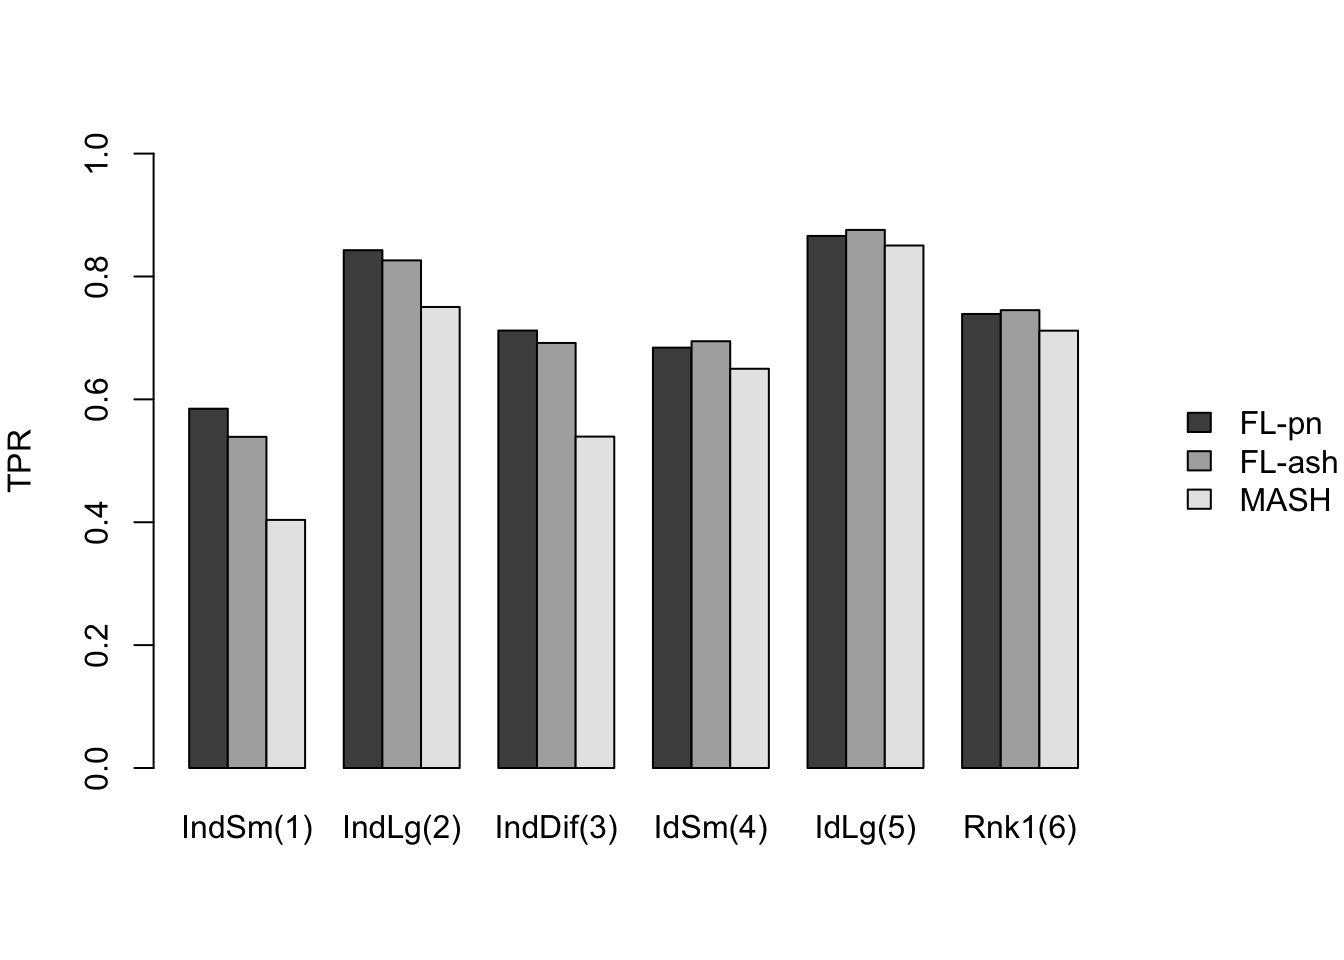 TPR
1.0
0.8
0.6
0.4
0.2
0.0
IndSm(1) IndLg(2) IndDif(3) IdSm(4) IdLg(5) Rnk1(6)
FL-pn
FL-ash
MASH